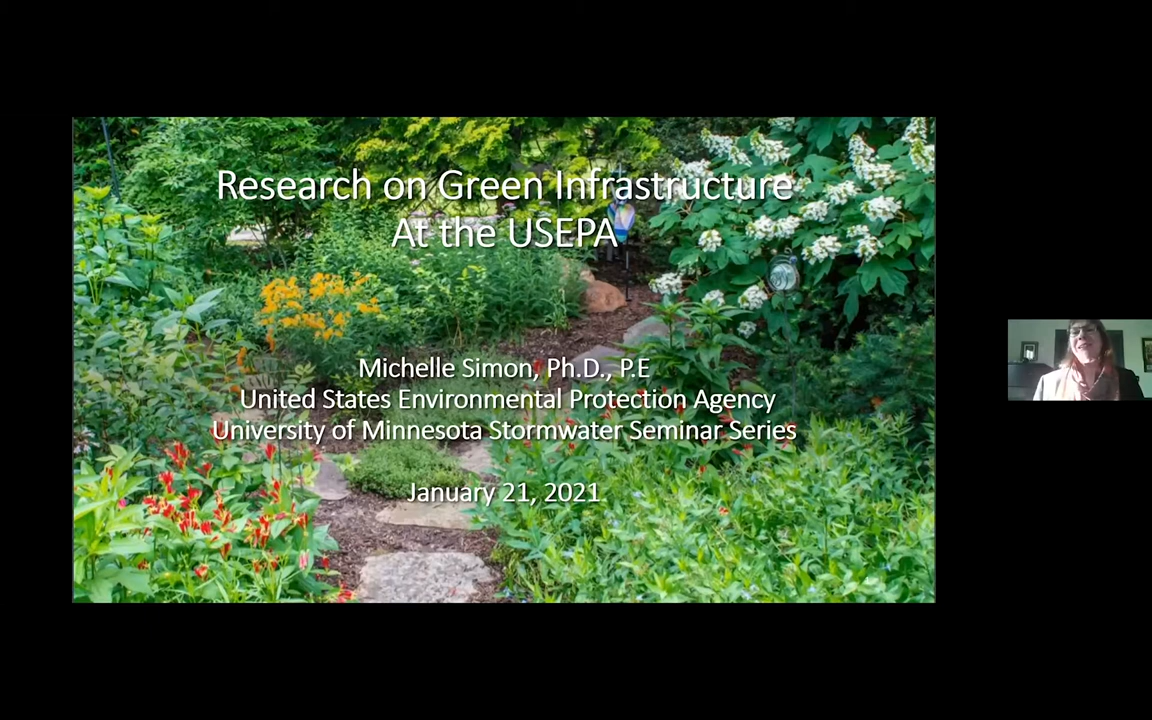 Research on Green Infrastructure
At the USEPA
Michelle Simon, Ph.D., P.E
United States Environmental Protection Agency
University of Minnesota Stormwater Seminar Series
January 21, 2021